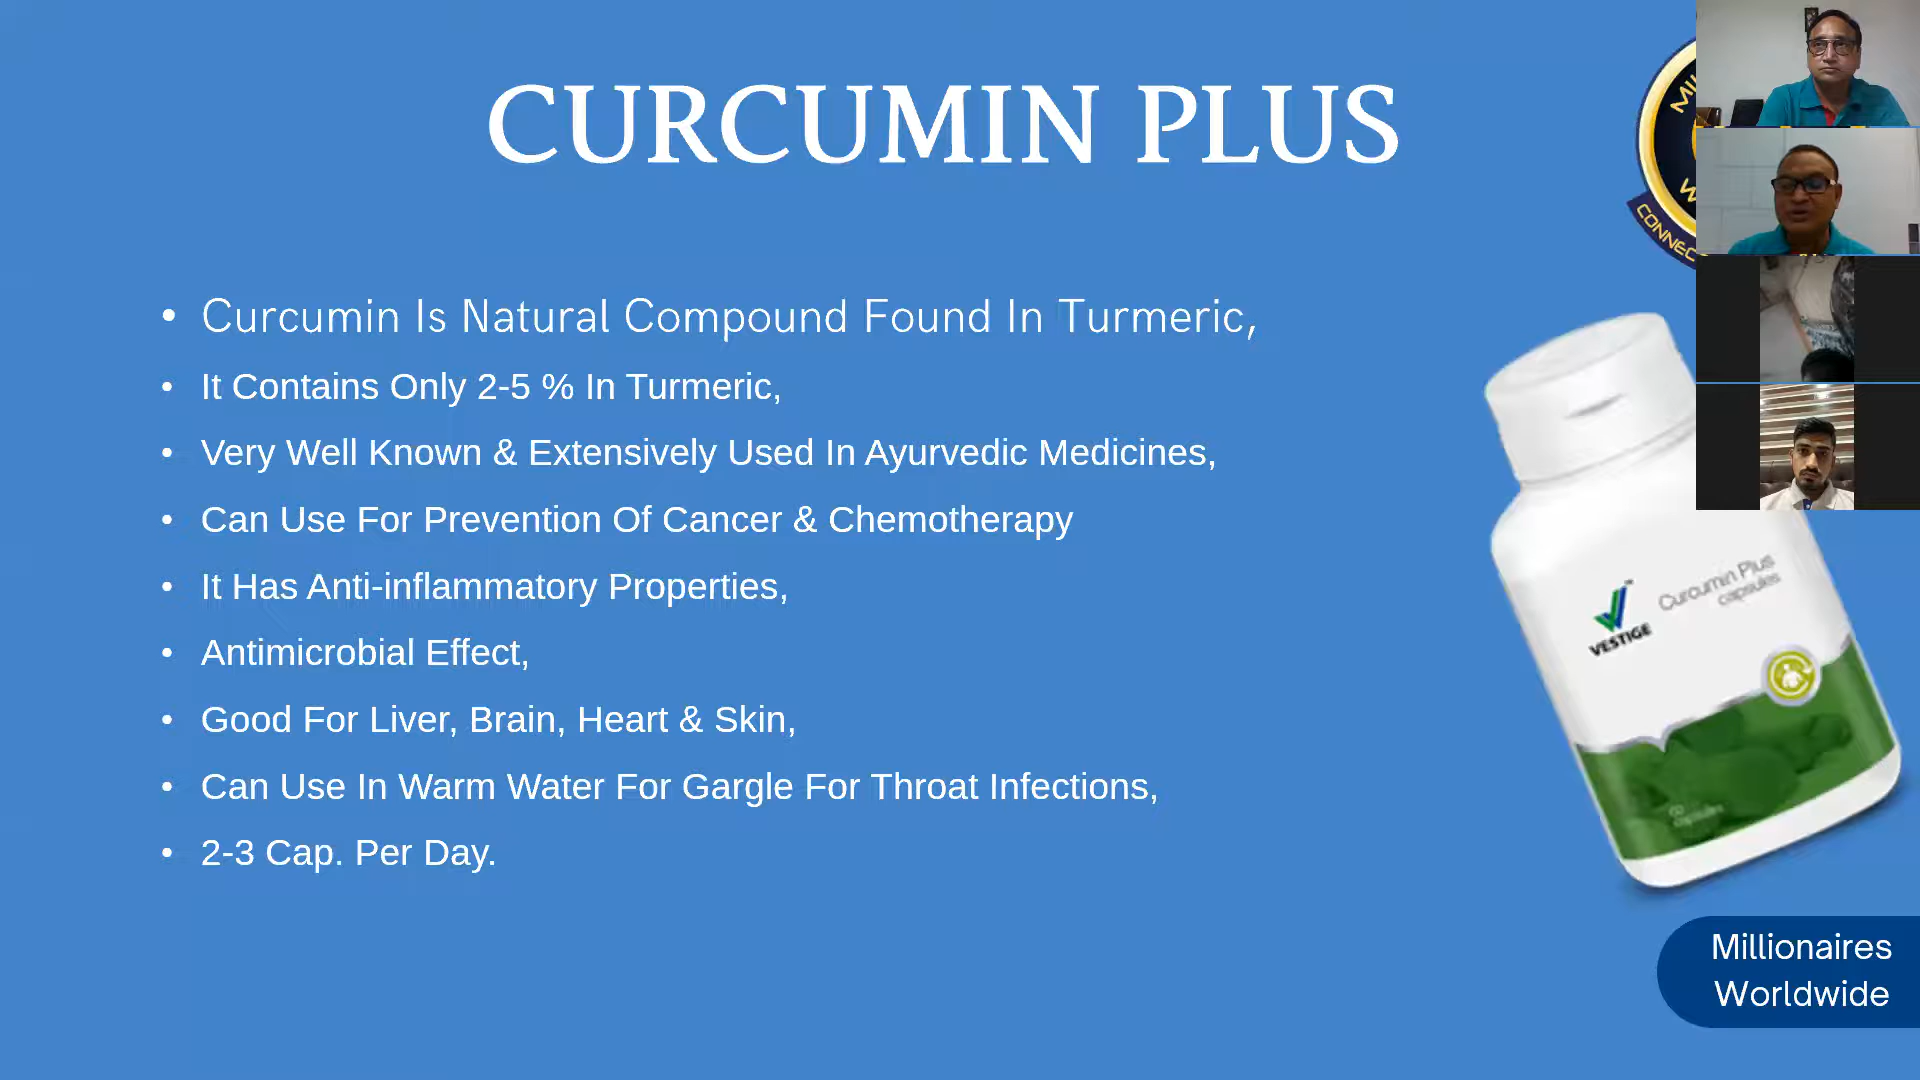 CURCUMIN PLUS
• Curcumin Is Natural Compound Found In Turmeric,
• It Contains Only 2-5 % In Turmeric,
• Very Well Known & Extensively Used In Ayurvedic Medicines,
• Can Use For Prevention Of Cancer & Chemotherapy
• It Has Anti-inflammatory Properties,
• Antimicrobial Effect,
• Good For Liver, Brain, Heart & Skin,
• Can Use In Warm Water For Gargle For Throat Infections,
• 2-3 Cap. Per Day.
VESTIGE
Curcumin Plus
capsules
Millionaires
Worldwide